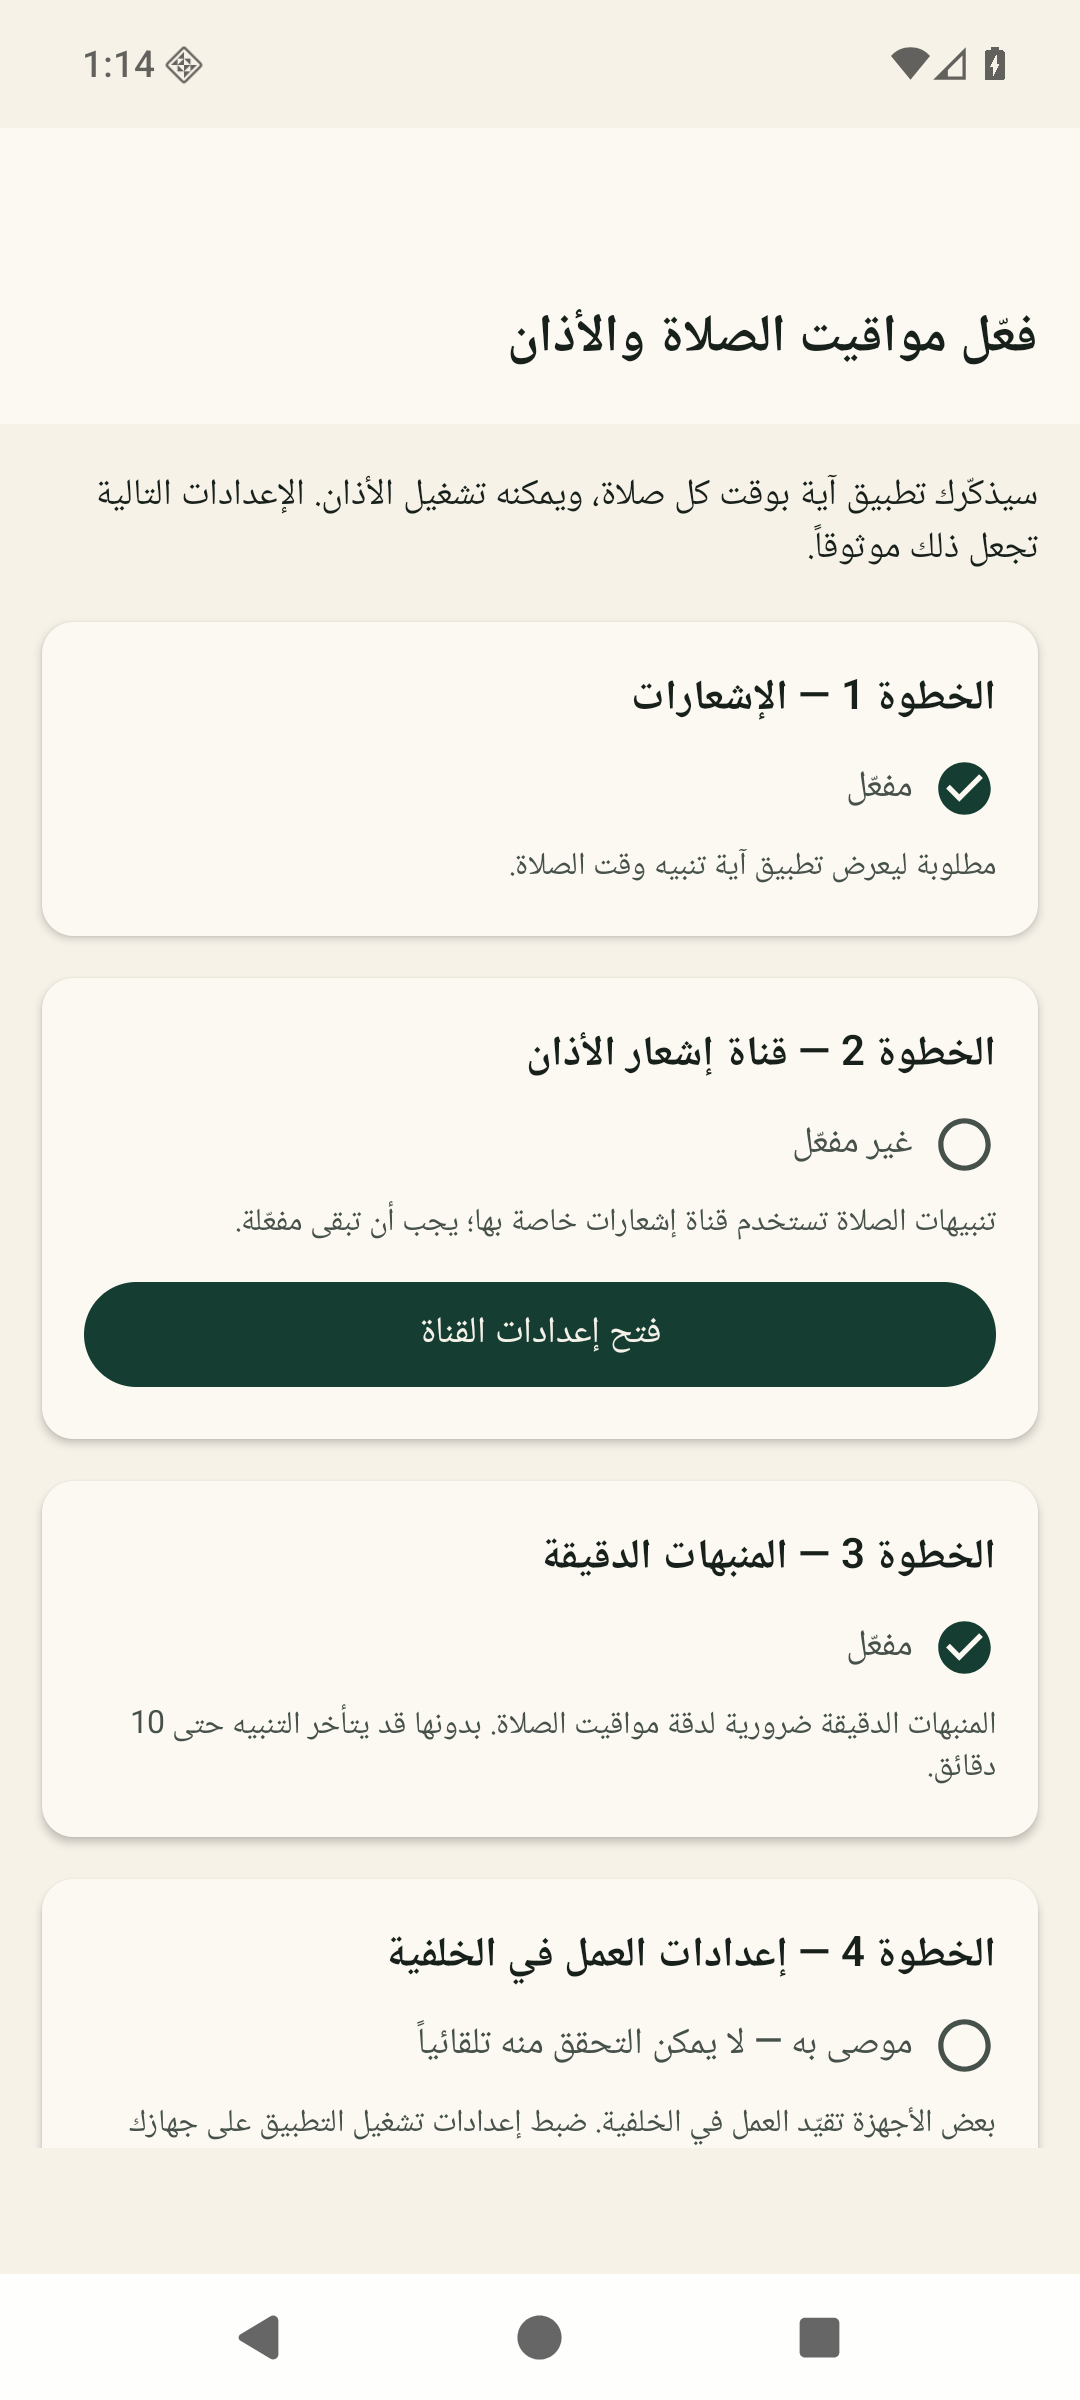 1:14
فعّل مواقيت الصلاة والأذان
سيذكّرك تطبيق آية بوقت كل صلاة، ويمكنه تشغيل الأذان. الإعدادات التالية
تجعل ذلك موثوقاً.
الخطوة 1 — الإشعارات
مفعّل
مطلوبة ليعرض تطبيق آية تنبيه وقت الصلاة.
الخطوة 2 — قناة إشعار الأذان
غير مفعّل
تنبيهات الصلاة تستخدم قناة إشعارات خاصة بها؛ يجب أن تبقى مفعّلة.
فتح إعدادات القناة
الخطوة 3 — المنبهات الدقيقة
مفعّل
المنبهات الدقيقة ضرورية لدقة مواقيت الصلاة. بدونها قد يتأخر التنبيه حتى 10
دقائق.
الخطوة 4 — إعدادات العمل في الخلفية
موصى به — لا يمكن التحقق منه تلقائياً
بعض الأجهزة تقيّد العمل في الخلفية. ضبط إعدادات تشغيل التطبيق على جهازك